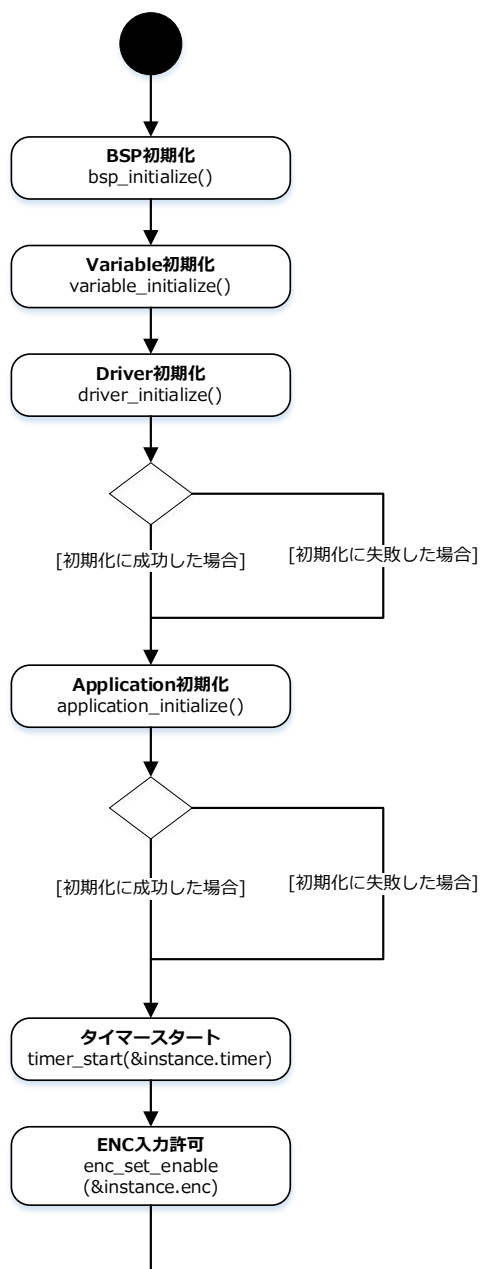 BSP初期化
bsp_initialize()
Variable初期化
variable_initialize()
Driver初期化
driver_initialize()
[初期化に成功した場合]
[初期化に失敗した場合]
Application初期化
application_initialize()
[初期化に成功した場合]
[初期化に失敗した場合]
タイマースタート
timer_start(&instance.timer)
ENC入力許可
enc_set_enable
(&instance.enc)